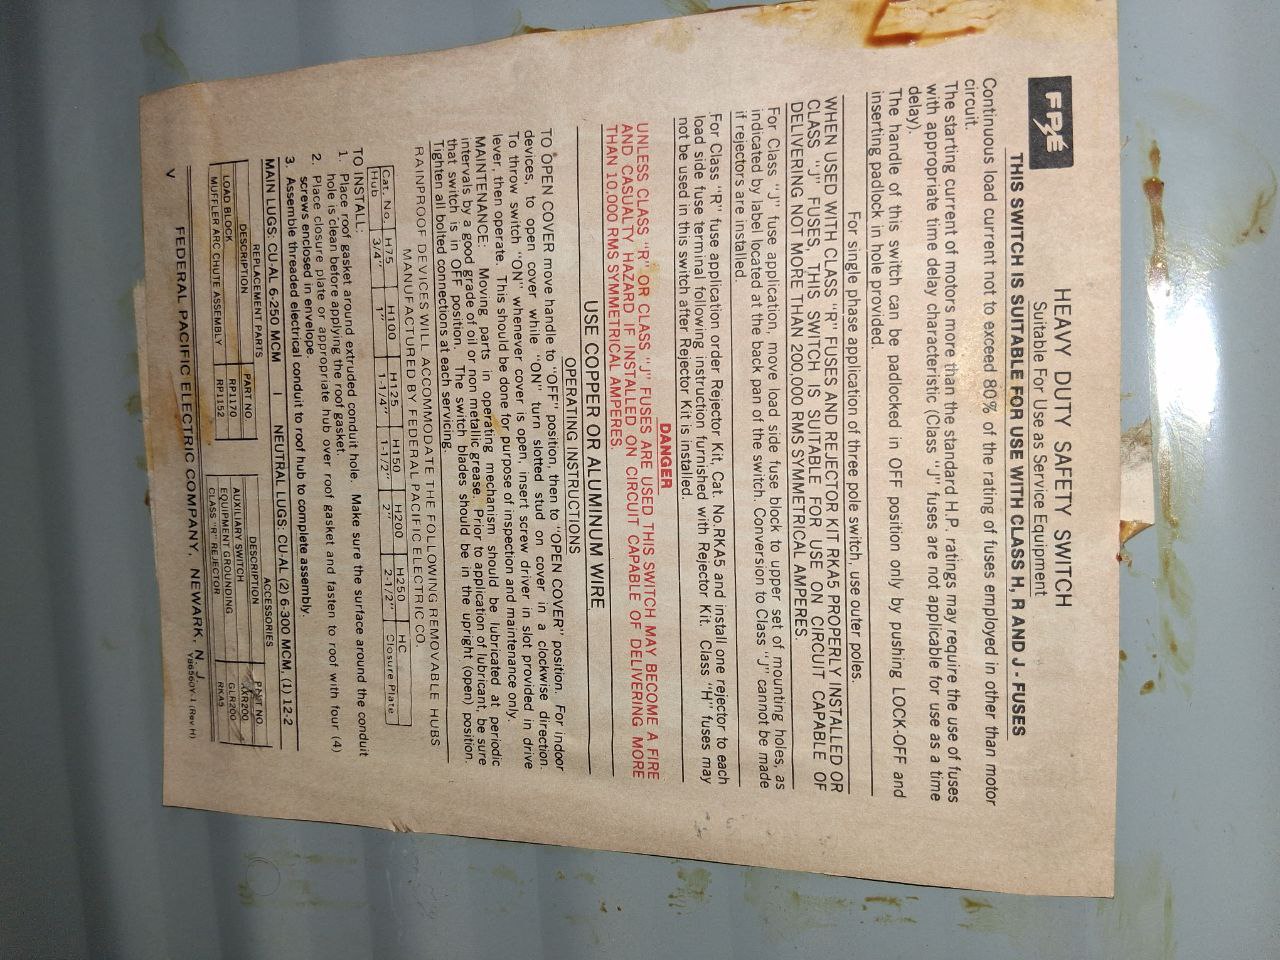 FPE
HEAVY DUTY SAFETY SWITCH
Suitable For Use as Service Equipment
THIS SWITCH IS SUITABLE FOR USE WITH CLASS H, R AND J - FUSES
Continuous load current not to exceed 80% of the rating of fuses employed in other than motor
circuit.
The starting current of motors more than the standard H.P. ratings may require the use of fuses
with appropriate time delay characteristic (Class "J" fuses are not applicable for use as a time
delay).
The handle of this switch can be padlocked in OFF position only by pushing LOCK-OFF and
inserting padlock in hole provided.
For single phase application of three pole switch, use outer poles.
WHEN USED WITH CLASS "R" FUSES AND REJECTOR KIT RKA5 PROPERLY INSTALLED OR
CLASS "J" FUSES, THIS SWITCH IS SUITABLE FOR USE ON CIRCUIT CAPABLE OF
DELIVERING NOT MORE THAN 200,000 RMS SYMMETRICAL AMPERES.
For Class "J" fuse application, move load side fuse block to upper set of mounting holes, as
indicated by label located at the back pan of the switch. Conversion to Class "J" cannot be made
if rejectors are installed.
For Class "R" fuse application order Rejector Kit, Cat. No.RKA5 and install one rejector to each
load side fuse terminal following instruction furnished with Rejector Kit. Class "H" fuses may
not be used in this switch after Rejector Kit is installed.
DANGER
UNLESS CLASS "R" OR CLASS "J" FUSES ARE USED THIS SWITCH MAY BECOME A FIRE
AND CASUALTY HAZARD IF INSTALLED ON CIRCUIT CAPABLE OF DELIVERING MORE
THAN 10,000 RMS SYMMETRICAL AMPERES.
USE COPPER OR ALUMINUM WIRE
OPERATING INSTRUCTIONS
TO OPEN COVER move handle to "OFF" position, then to "OPEN COVER" position. For indoor
devices, to open cover while "ON" turn slotted stud on cover in a clockwise direction.
To throw switch "ON" whenever cover is open, insert screw driver in slot provided in drive
lever, then operate. This should be done for purpose of inspection and maintenance only.
MAINTENANCE: Moving parts in operating mechanism should be lubricated at periodic
intervals by a good grade of oil or non metallic grease. Prior to application of lubricant, be sure
that switch is in OFF position. The switch blades should be in the upright (open) position.
Tighten all bolted connections at each servicing.
RAINPROOF DEVICES WILL ACCOMMODATE THE FOLLOWING REMOVABLE HUBS
MANUFACTURED BY FEDERAL PACIFIC ELECTRIC CO.
Cat. No. H75 H100 H125 H150 H200 H250 HC
Hub 3/4" 1" 1-1/4" 1-1/2" 2" 2-1/2" Closure Plate
TO INSTALL:
1. Place roof gasket around extruded conduit hole. Make sure the surface around the conduit
hole is clean before applying the roof gasket.
2. Place closure plate or appropriate hub over roof gasket and fasten to roof with four (4)
screws enclosed in envelope.
3. Assemble threaded electrical conduit to roof hub to complete assembly.
MAIN LUGS: CU-AL 6-250 MCM | NEUTRAL LUGS: CU-AL (2) 6-300 MCM, (1) 12-2
REPLACEMENT PARTS ACCESSORIES
DESCRIPTION PART NO. DESCRIPTION PART NO.
LOAD BLOCK RP1170 AUXILIARY SWITCH AXR200
MUFFLER ARC CHUTE ASSEMBLY RP1152 EQUIPMENT GROUNDING GLR200
CLASS "R" REJECTOR RKA5
FEDERAL PACIFIC ELECTRIC COMPANY, NEWARK, N. J.
V (Rev H)